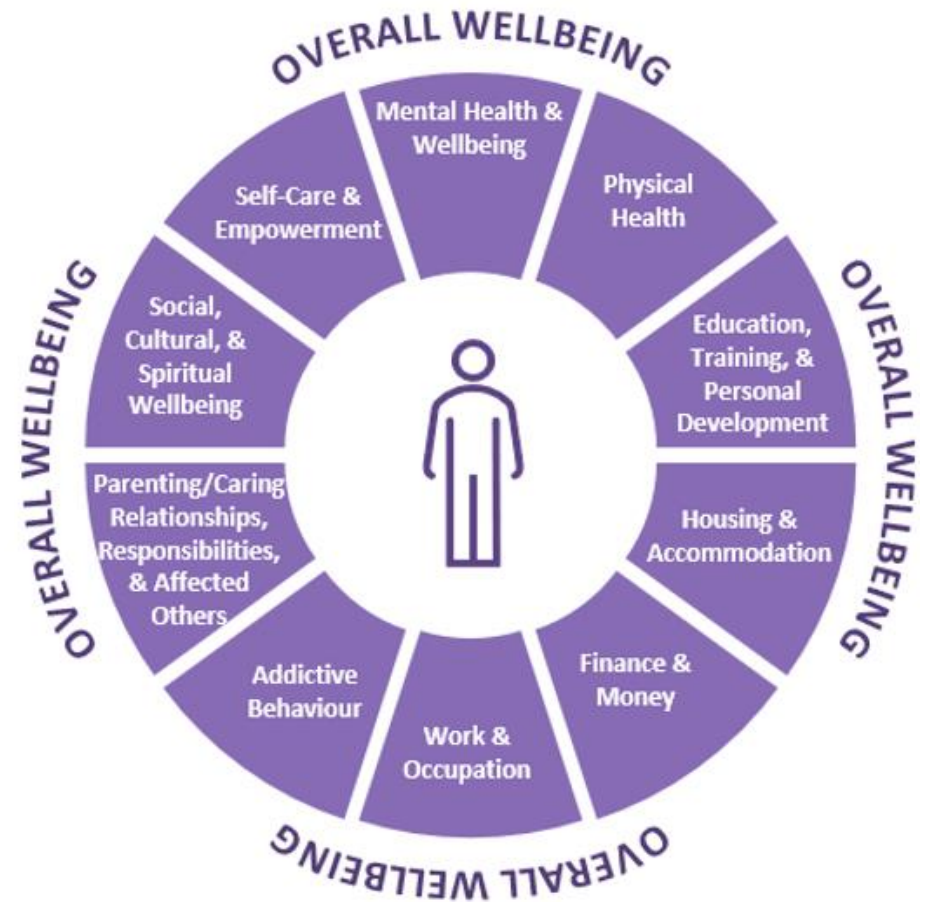 OVERALL WELLBEING
Mental Health &
Wellbeing
Physical
Health
Education,
Training, &
Personal
Development
Housing &
Accommodation
Finance &
Money
Work &
Occupation
Addictive
Behaviour
Parenting/Caring
Relationships,
Responsibilities,
& Affected
Others
Social,
Cultural, &
Spiritual
Wellbeing
Self-Care &
Empowerment
OVERALL WELLBEING
OVERALL WELLBEING
OVERALL WELLBEING